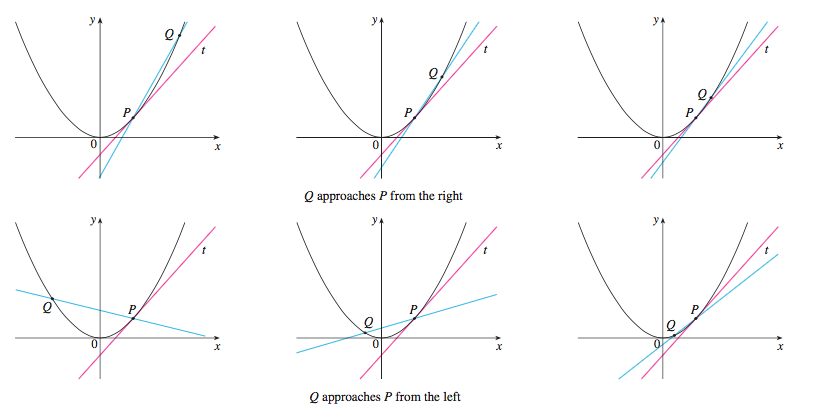 y Q t P 0 x
y Q t P 0 x
y Q t P 0 x
Q approaches P from the right
y t Q P 0 x
y t Q P 0 x
y t Q P 0 x
Q approaches P from the left